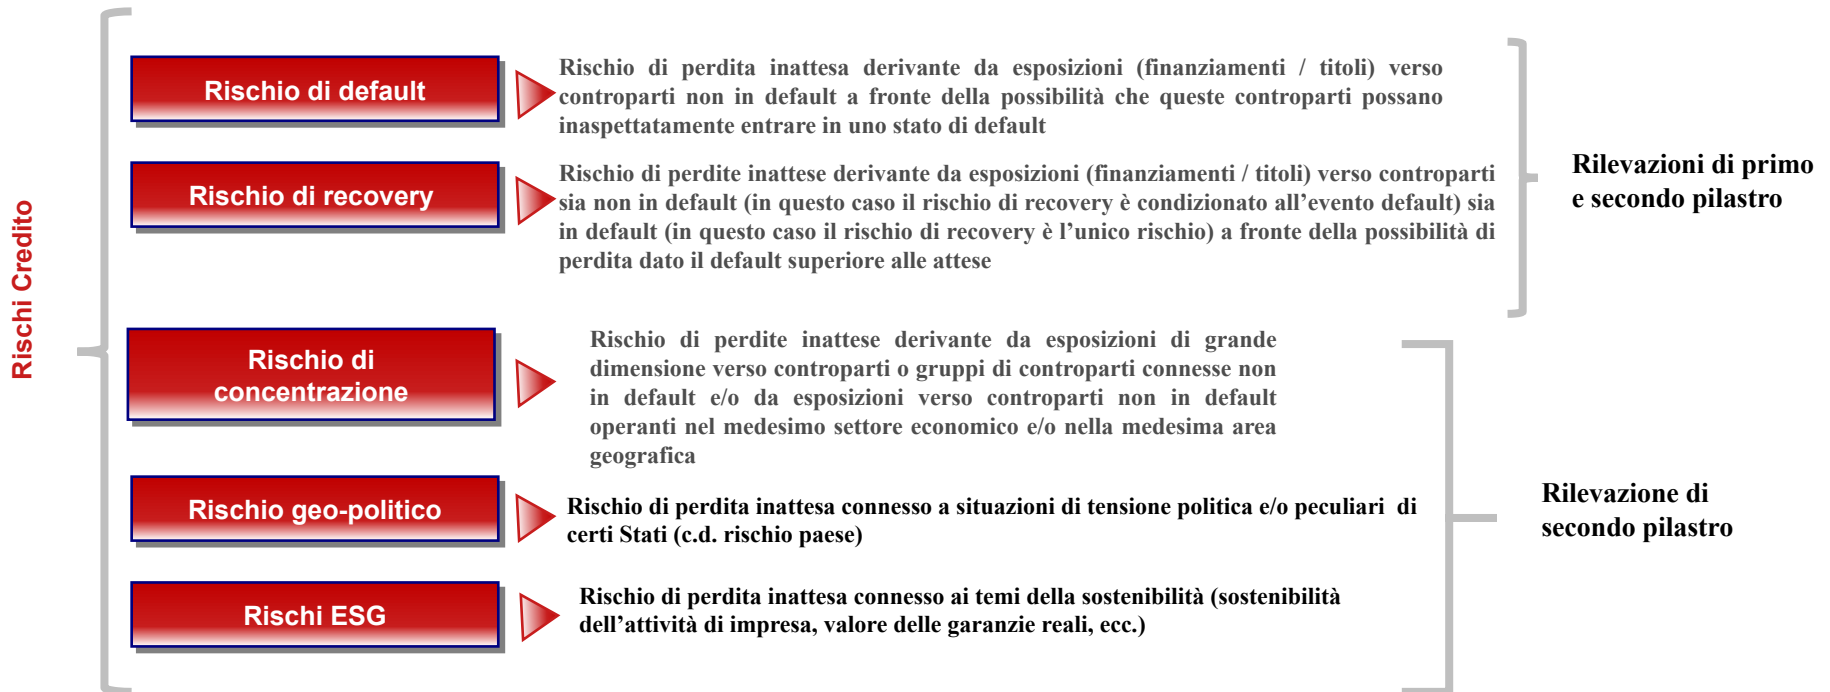 Rischi Credito
Rischio di default
Rischio di perdita inattesa derivante da esposizioni (finanziamenti / titoli) verso
controparti non in default a fronte della possibilità che queste controparti possano
inaspettatamente entrare in uno stato di default
Rischio di recovery
Rischio di perdite inattese derivante da esposizioni (finanziamenti / titoli) verso controparti
sia non in default (in questo caso il rischio di recovery è condizionato all’evento default) sia
in default (in questo caso il rischio di recovery è l’unico rischio) a fronte della possibilità di
perdita dato il default superiore alle attese
Rilevazioni di primo
e secondo pilastro
Rischio di
concentrazione
Rischio di perdite inattese derivante da esposizioni di grande
dimensione verso controparti o gruppi di controparti connesse non
in default e/o da esposizioni verso controparti non in default
operanti nel medesimo settore economico e/o nella medesima area
geografica
Rischio geo-politico
Rischio di perdita inattesa connesso a situazioni di tensione politica e/o peculiari di
certi Stati (c.d. rischio paese)
Rischi ESG
Rischio di perdita inattesa connesso ai temi della sostenibilità (sostenibilità
dell’attività di impresa, valore delle garanzie reali, ecc.)
Rilevazione di
secondo pilastro